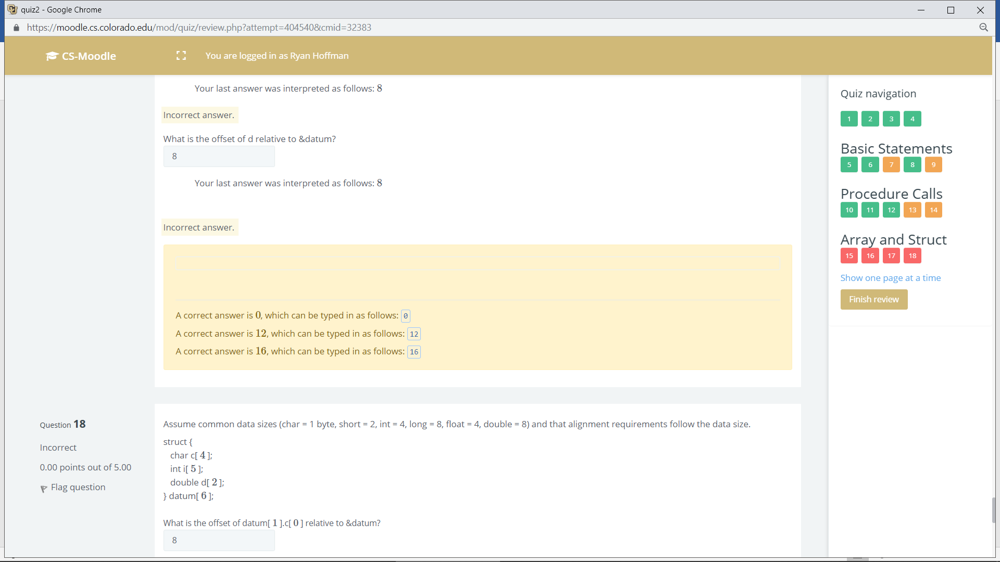 quiz2 - Google Chrome
https://moodle.cs.colorado.edu/mod/quiz/review.php?attempt=404540&cmid=32383
CS-Moodle
You are logged in as Ryan Hoffman
Your last answer was interpreted as follows: 8
Incorrect answer.
What is the offset of d relative to &datum?
8
Your last answer was interpreted as follows: 8
Incorrect answer.
A correct answer is 0, which can be typed in as follows: 0
A correct answer is 12, which can be typed in as follows: 12
A correct answer is 16, which can be typed in as follows: 16
Question 18
Incorrect
0.00 points out of 5.00
Flag question
Assume common data sizes (char = 1 byte, short = 2, int = 4, long = 8, float = 4, double = 8) and that alignment requirements follow the data size.
struct {
char c[ 4 ];
int i[ 5 ];
double d[ 2 ];
} datum[ 6 ];
What is the offset of datum[ 1 ].c[ 0 ] relative to &datum?
8
Quiz navigation
1 2 3 4
Basic Statements
5 6 7 8 9
Procedure Calls
10 11 12 13 14
Array and Struct
15 16 17 18
Show one page at a time
Finish review